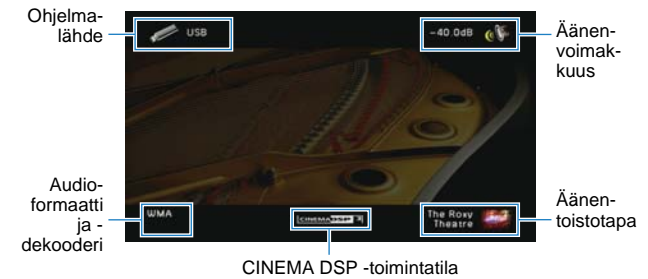 Ohjelma-
lähde
USB
-40.0dB
Äänen-
voimak-
kuus
Audio-
formaatti
ja -
dekooderi
WMA
CINEMA DSP
The Roxy
Theatre
Äänen-
toistotapa
CINEMA DSP -toimintatila